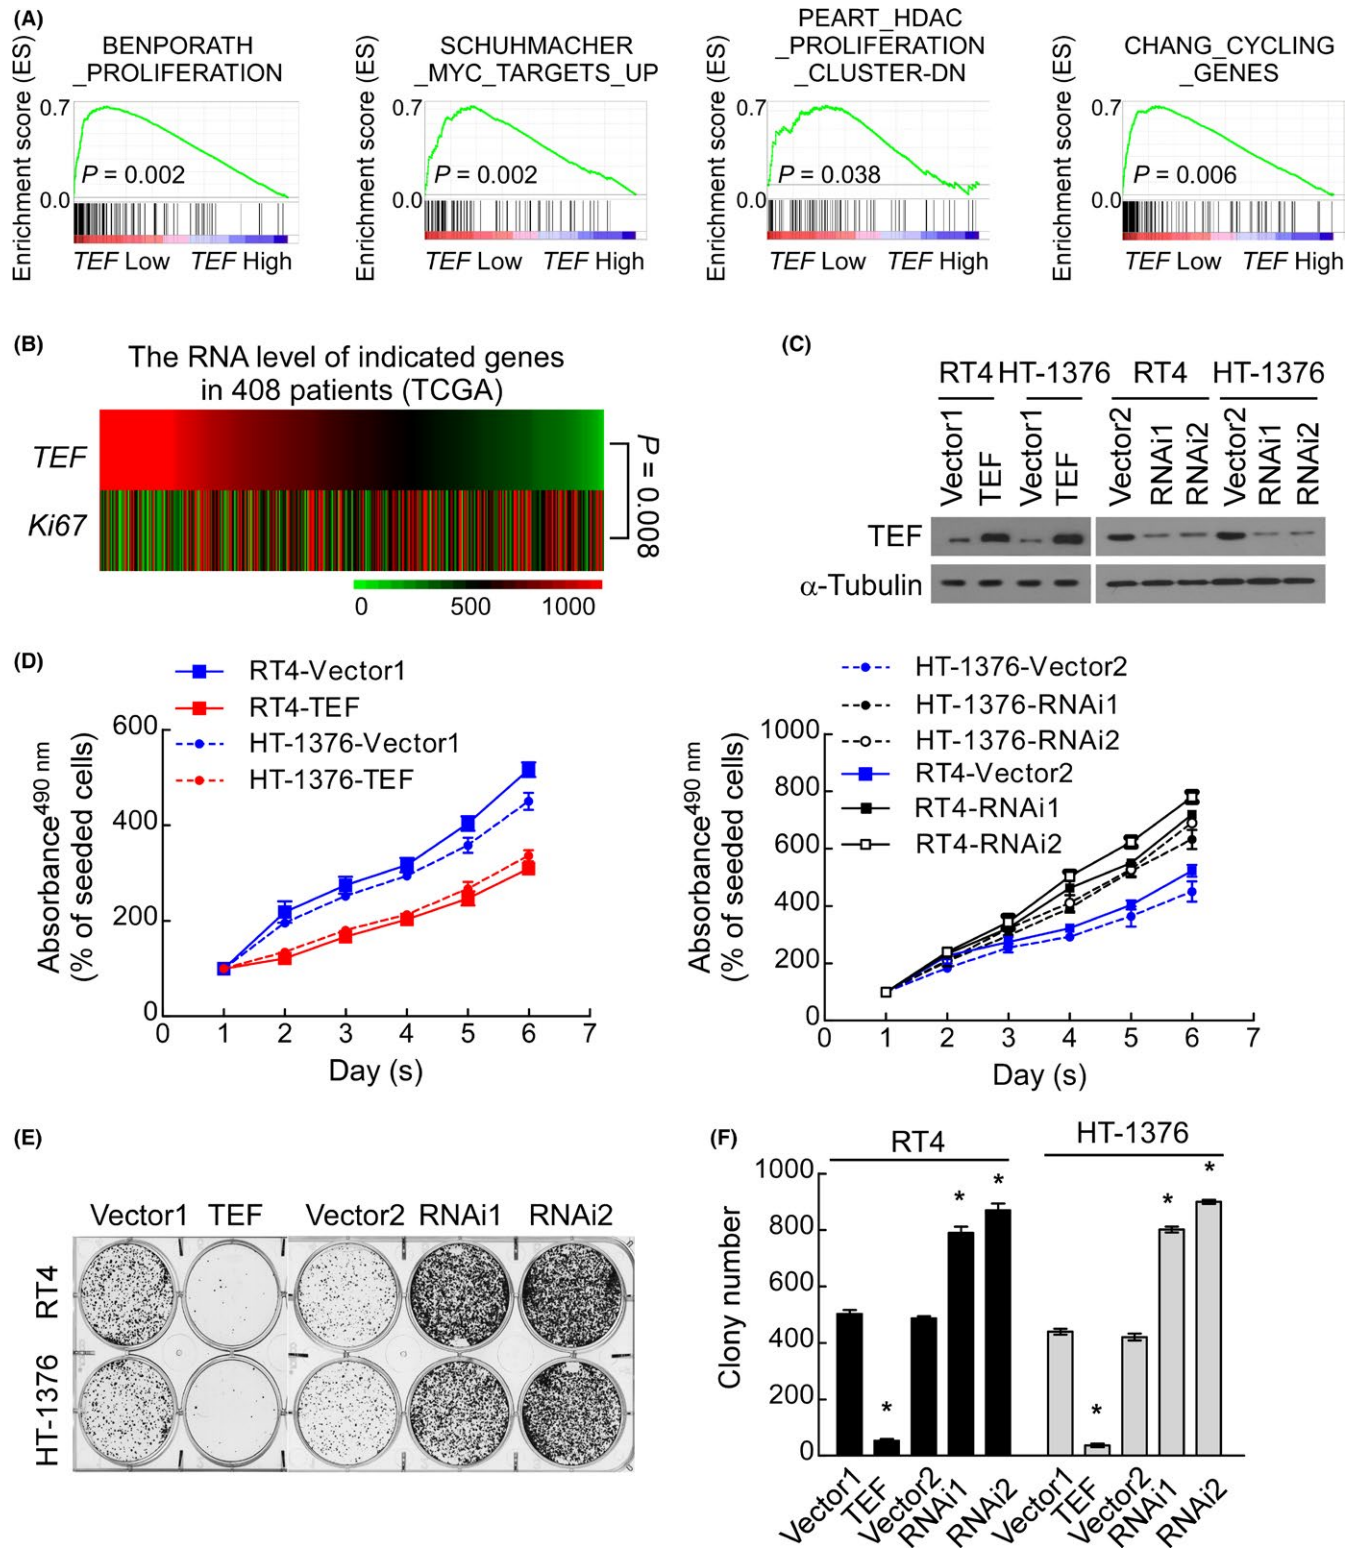 (A)
BENPORATH
_PROLIFERATION
Enrichment score (ES)
0.7
0.0
P = 0.002
TEF Low TEF High
SCHUHMACHER
_MYC_TARGETS_UP
Enrichment score (ES)
0.7
0.0
P = 0.002
TEF Low TEF High
PEART_HDAC
_PROLIFERATION
_CLUSTER-DN
Enrichment score (ES)
0.7
0.0
P = 0.038
TEF Low TEF High
CHANG_CYCLING
_GENES
Enrichment score (ES)
0.7
0.0
P = 0.006
TEF Low TEF High
(B)
The RNA level of indicated genes
in 408 patients (TCGA)
TEF
Ki67
P = 0.008
0 500 1000
(C)
RT4 HT-1376 RT4 HT-1376
Vector1 TEF Vector1 TEF Vector2 RNAi1 RNAi2 Vector2 RNAi1 RNAi2
TEF
α-Tubulin
(D)
RT4-Vector1
RT4-TEF
HT-1376-Vector1
HT-1376-TEF
Absorbance490 nm
(% of seeded cells)
600
400
200
0
0 1 2 3 4 5 6 7
Day (s)
HT-1376-Vector2
HT-1376-RNAi1
HT-1376-RNAi2
RT4-Vector2
RT4-RNAi1
RT4-RNAi2
Absorbance490 nm
(% of seeded cells)
1000
800
600
400
200
0
0 1 2 3 4 5 6 7
Day (s)
(E)
Vector1 TEF Vector2 RNAi1 RNAi2
RT4
HT-1376
(F)
RT4 HT-1376
Clony number
1000
800
600
400
200
0
* * * * * *
Vector1 TEF Vector2 RNAi1 RNAi2 Vector1 TEF Vector2 RNAi1 RNAi2